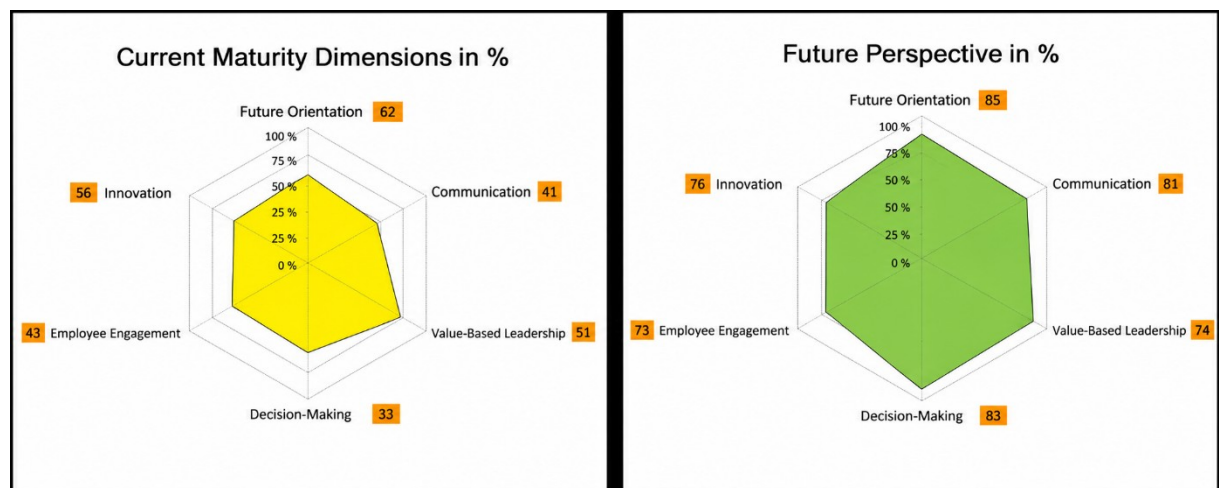 Current Maturity Dimensions in %
Future Orientation 62
100 %
75 %
50 %
25 %
25 %
0 %
56 Innovation
Communication 41
43 Employee Engagement
Value-Based Leadership 51
Decision-Making 33
Future Perspective in %
Future Orientation 85
100 %
75 %
50 %
50 %
25 %
0 %
76 Innovation
Communication 81
73 Employee Engagement
Value-Based Leadership 74
Decision-Making 83